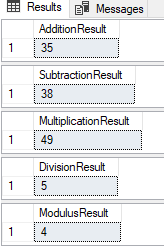 Results Messages
AdditionResult
1 35
SubtractionResult
1 38
MultiplicationResult
1 49
DivisionResult
1 5
ModulusResult
1 4